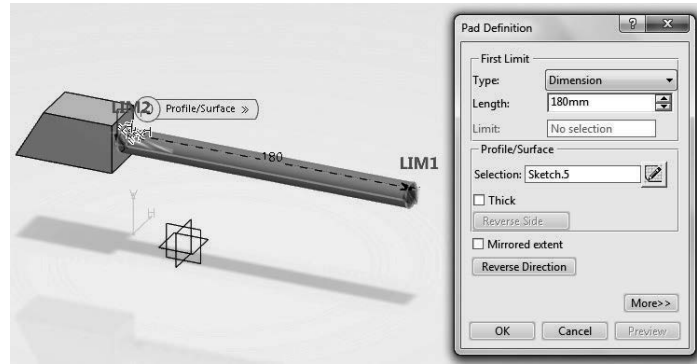 LIM2
Profile/Surface »
180
LIM1
V
H
Pad Definition
? X
First Limit
Type: Dimension
Length: 180mm
Limit: No selection
Profile/Surface
Selection: Sketch.5
Thick
Reverse Side
Mirrored extent
Reverse Direction
More>>
OK Cancel Preview